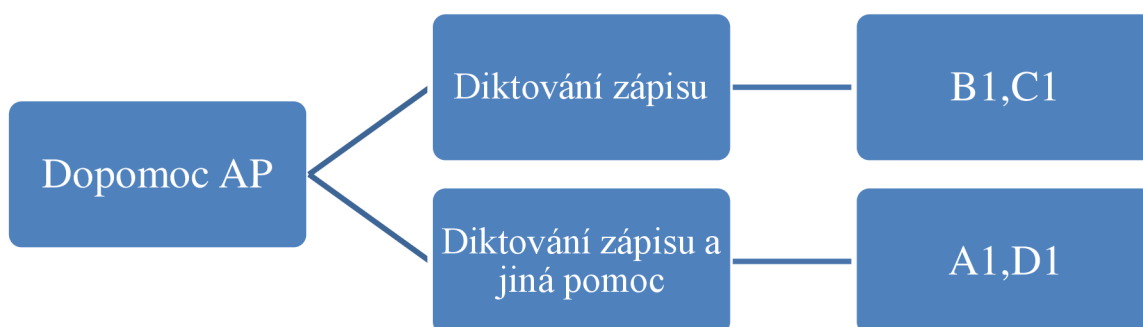 Dopomoc AP
Diktování zápisu
B1,C1
Diktování zápisu a
jiná pomoc
A1,D1